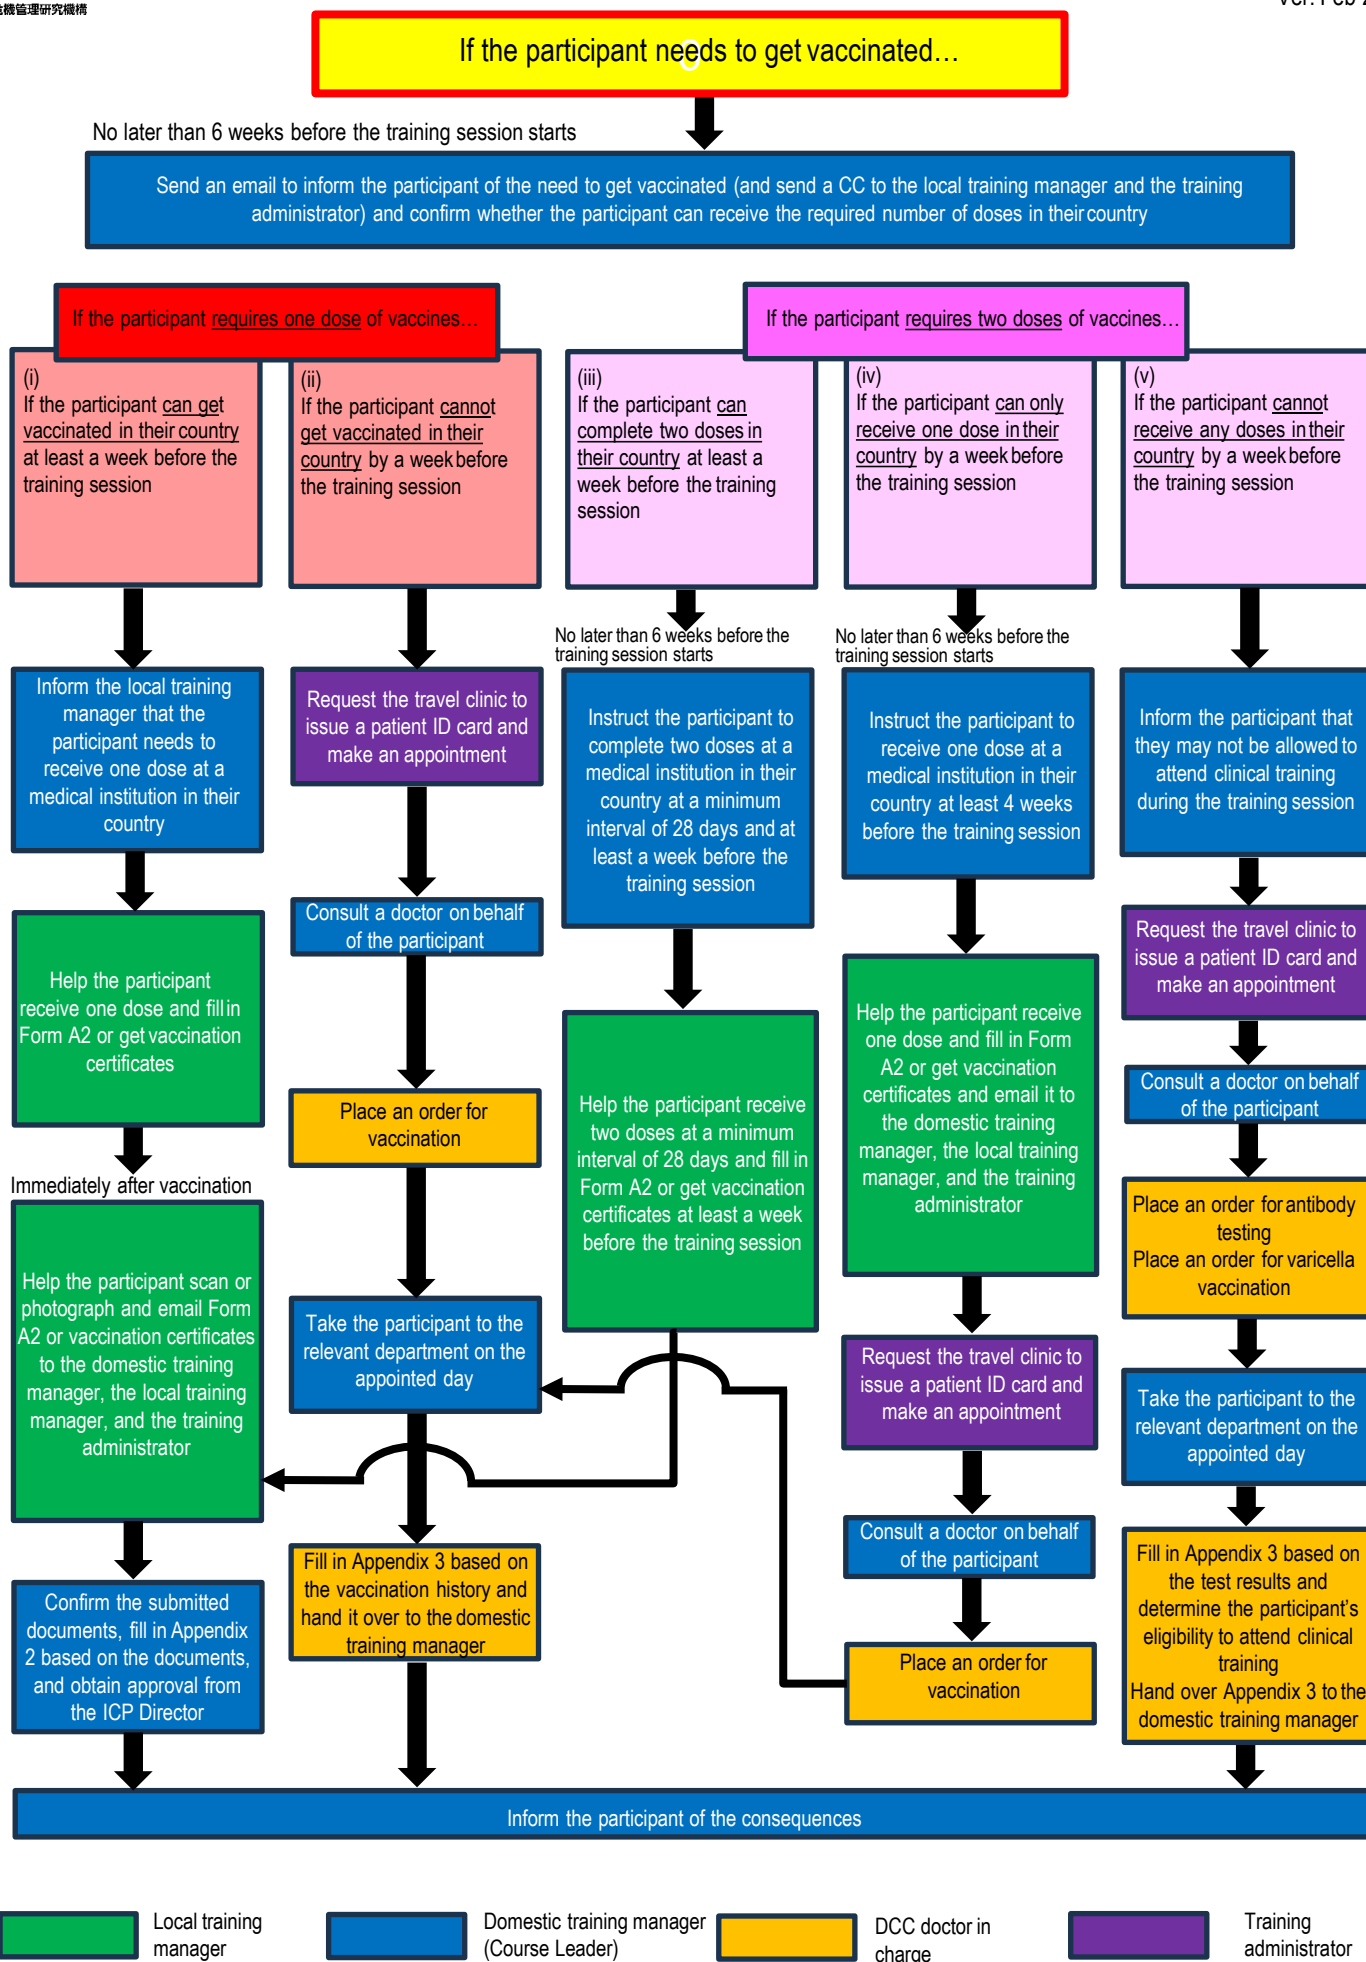 機管理研究機構
If the participant needs to get vaccinated…
No later than 6 weeks before the training session starts
Send an email to inform the participant of the need to get vaccinated (and send a CC to the local training manager and the training
administrator) and confirm whether the participant can receive the required number of doses in their country
If the participant requires one dose of vaccines…
If the participant requires two doses of vaccines…
(i)
If the participant can get
vaccinated in their country
at least a week before the
training session
(ii)
If the participant cannot
get vaccinated in their
country by a week before
the training session
(iii)
If the participant can
complete two doses in
their country at least a
week before the training
session
(iv)
If the participant can only
receive one dose in their
country by a week before
the training session
(v)
If the participant cannot
receive any doses in their
country by a week before
the training session
Inform the local training
manager that the
participant needs to
receive one dose at a
medical institution in their
country
Help the participant
receive one dose and fill in
Form A2 or get vaccination
certificates
Immediately after vaccination
Help the participant scan or
photograph and email Form
A2 or vaccination certificates
to the domestic training
manager, the local training
manager, and the training
administrator
Confirm the submitted
documents, fill in Appendix
2 based on the documents,
and obtain approval from
the ICP Director
Request the travel clinic to
issue a patient ID card and
make an appointment
Consult a doctor on behalf
of the participant
Place an order for
vaccination
Take the participant to the
relevant department on the
appointed day
Fill in Appendix 3 based on
the vaccination history and
hand it over to the domestic
training manager
No later than 6 weeks before the
training session starts
Instruct the participant to
complete two doses at a
medical institution in their
country at a minimum
interval of 28 days and at
least a week before the
training session
Help the participant receive
two doses at a minimum
interval of 28 days and fill in
Form A2 or get vaccination
certificates at least a week
before the training session
No later than 6 weeks before the
training session starts
Instruct the participant to
receive one dose at a
medical institution in their
country at least 4 weeks
before the training session
Help the participant receive
one dose and fill in Form
A2 or get vaccination
certificates and email it to
the domestic training
manager, the local training
manager, and the training
administrator
Request the travel clinic to
issue a patient ID card and
make an appointment
Consult a doctor on behalf
of the participant
Place an order for
vaccination
Inform the participant that
they may not be allowed to
attend clinical training
during the training session
Request the travel clinic to
issue a patient ID card and
make an appointment
Consult a doctor on behalf
of the participant
Place an order for antibody
testing
Place an order for varicella
vaccination
Take the participant to the
relevant department on the
appointed day
Fill in Appendix 3 based on
the test results and
determine the participant's
eligibility to attend clinical
training
Hand over Appendix 3 to the
domestic training manager
Inform the participant of the consequences
Local training
manager
Domestic training manager
(Course Leader)
DCC doctor in
charge
Training
administrator